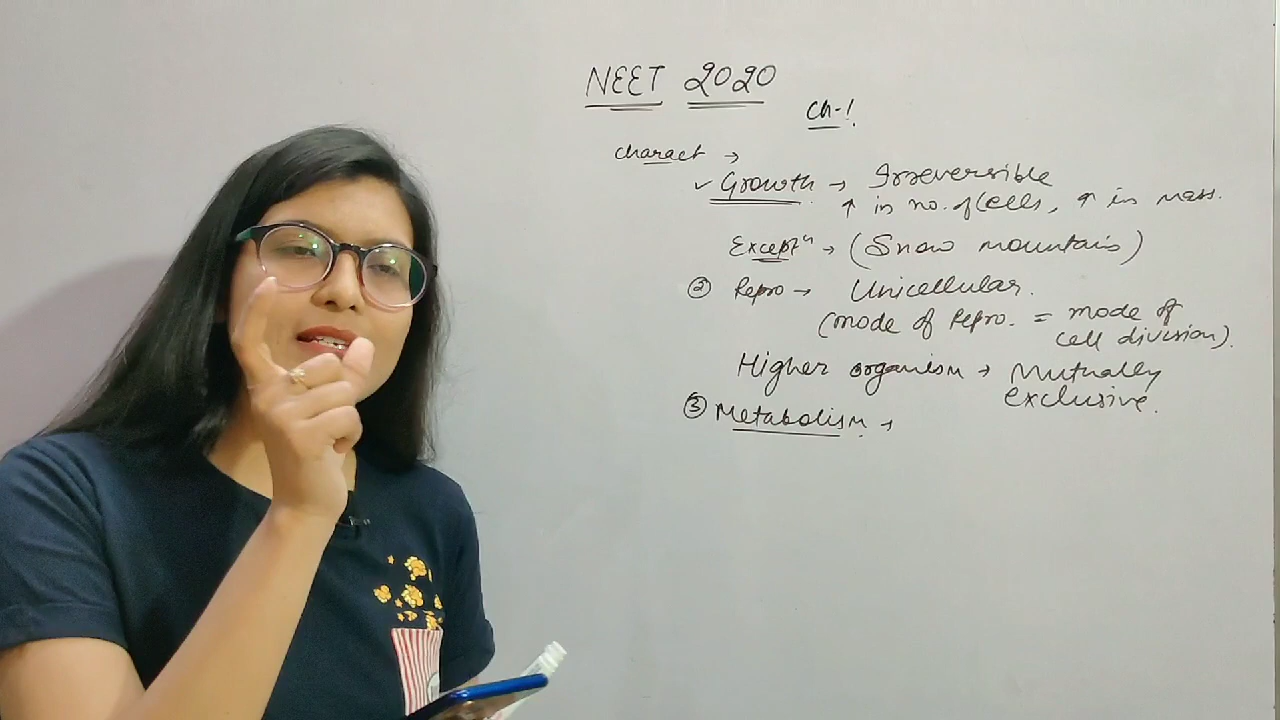 NEET 2020
Ch-1.
Charact →
✓ Growth → Irreversible
↑ in no. of Cells, ↑ in mass.
Exceptⁿ → (Snow mountains)
② Repro → Unicellular.
(mode of Repro. = mode of
cell division).
Higher organism → Mutually
exclusive.
③ Metabolism →